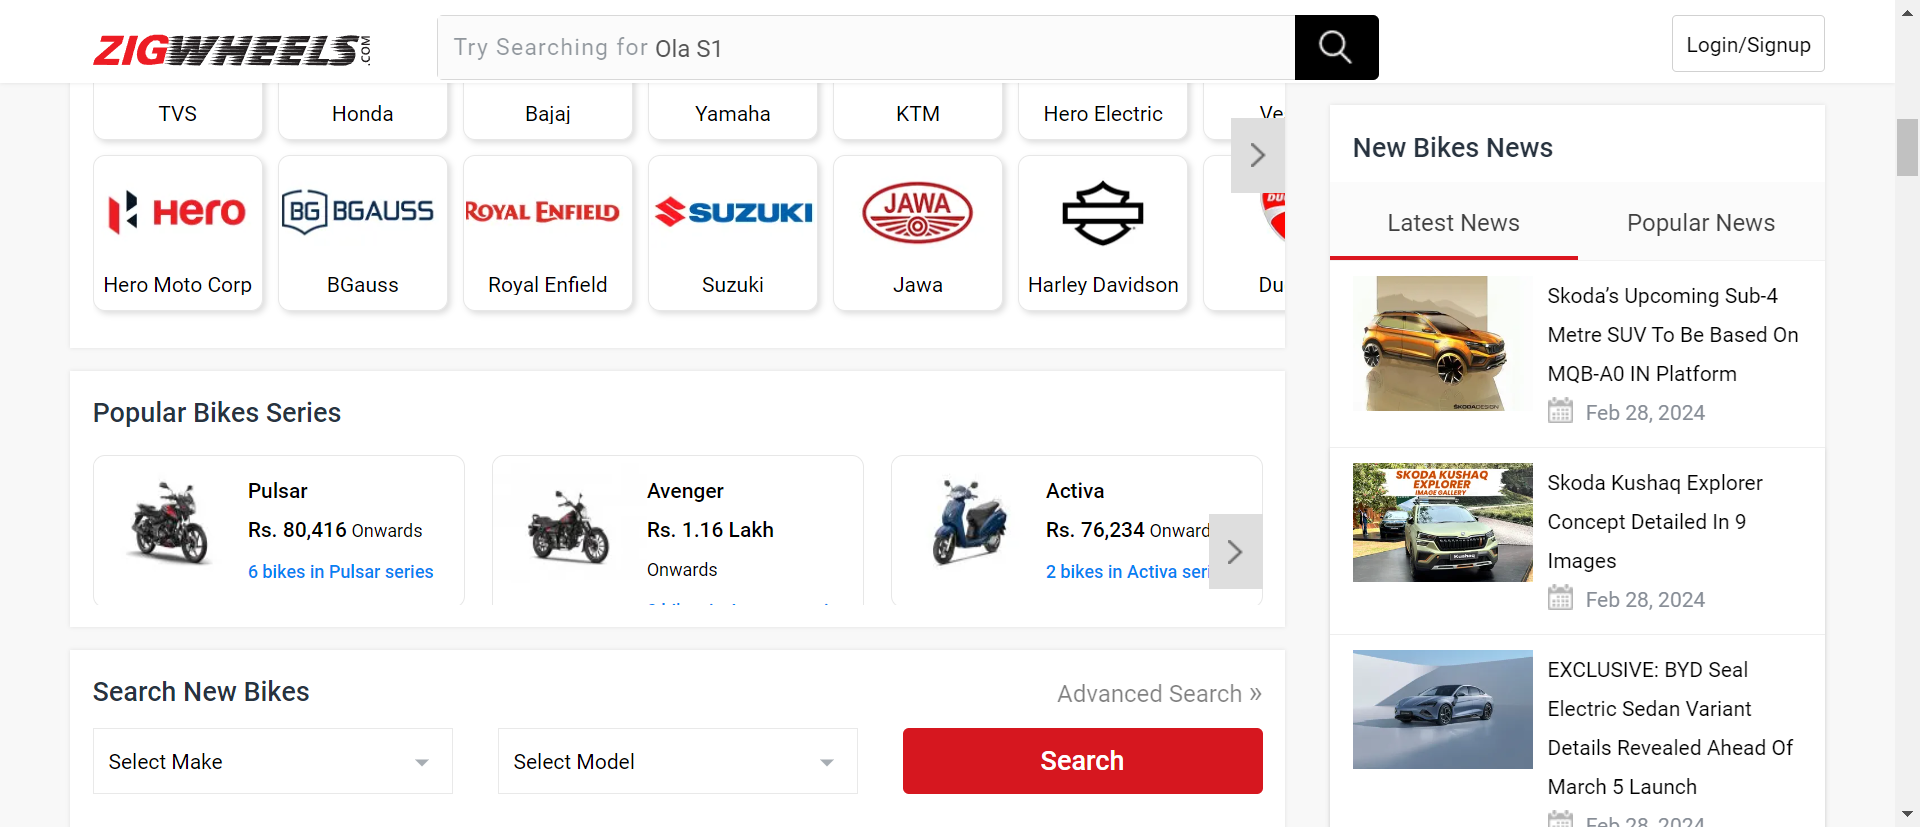 ZIGWHEELS.COM
Try Searching for Ola S1
Login/Signup
TVS
Honda
Bajaj
Yamaha
KTM
Hero Electric
Ve
Hero
BG BGAUSS
ROYAL ENFIELD
SUZUKI
JAWA
DU
Hero Moto Corp
BGauss
Royal Enfield
Suzuki
Jawa
Harley Davidson
Du
Popular Bikes Series
Pulsar
Rs. 80,416 Onwards
6 bikes in Pulsar series
Avenger
Rs. 1.16 Lakh
Onwards
Activa
Rs. 76,234 Onward
2 bikes in Activa seri
Search New Bikes
Advanced Search »
Select Make
Select Model
Search
New Bikes News
Latest News
Popular News
ŠKODADESIGN
Skoda’s Upcoming Sub-4
Metre SUV To Be Based On
MQB-A0 IN Platform
Feb 28, 2024
SKODA KUSHAQ
EXPLORER
IMAGE GALLERY
Kushaq
Skoda Kushaq Explorer
Concept Detailed In 9
Images
Feb 28, 2024
EXCLUSIVE: BYD Seal
Electric Sedan Variant
Details Revealed Ahead Of
March 5 Launch
Feb 28, 2024